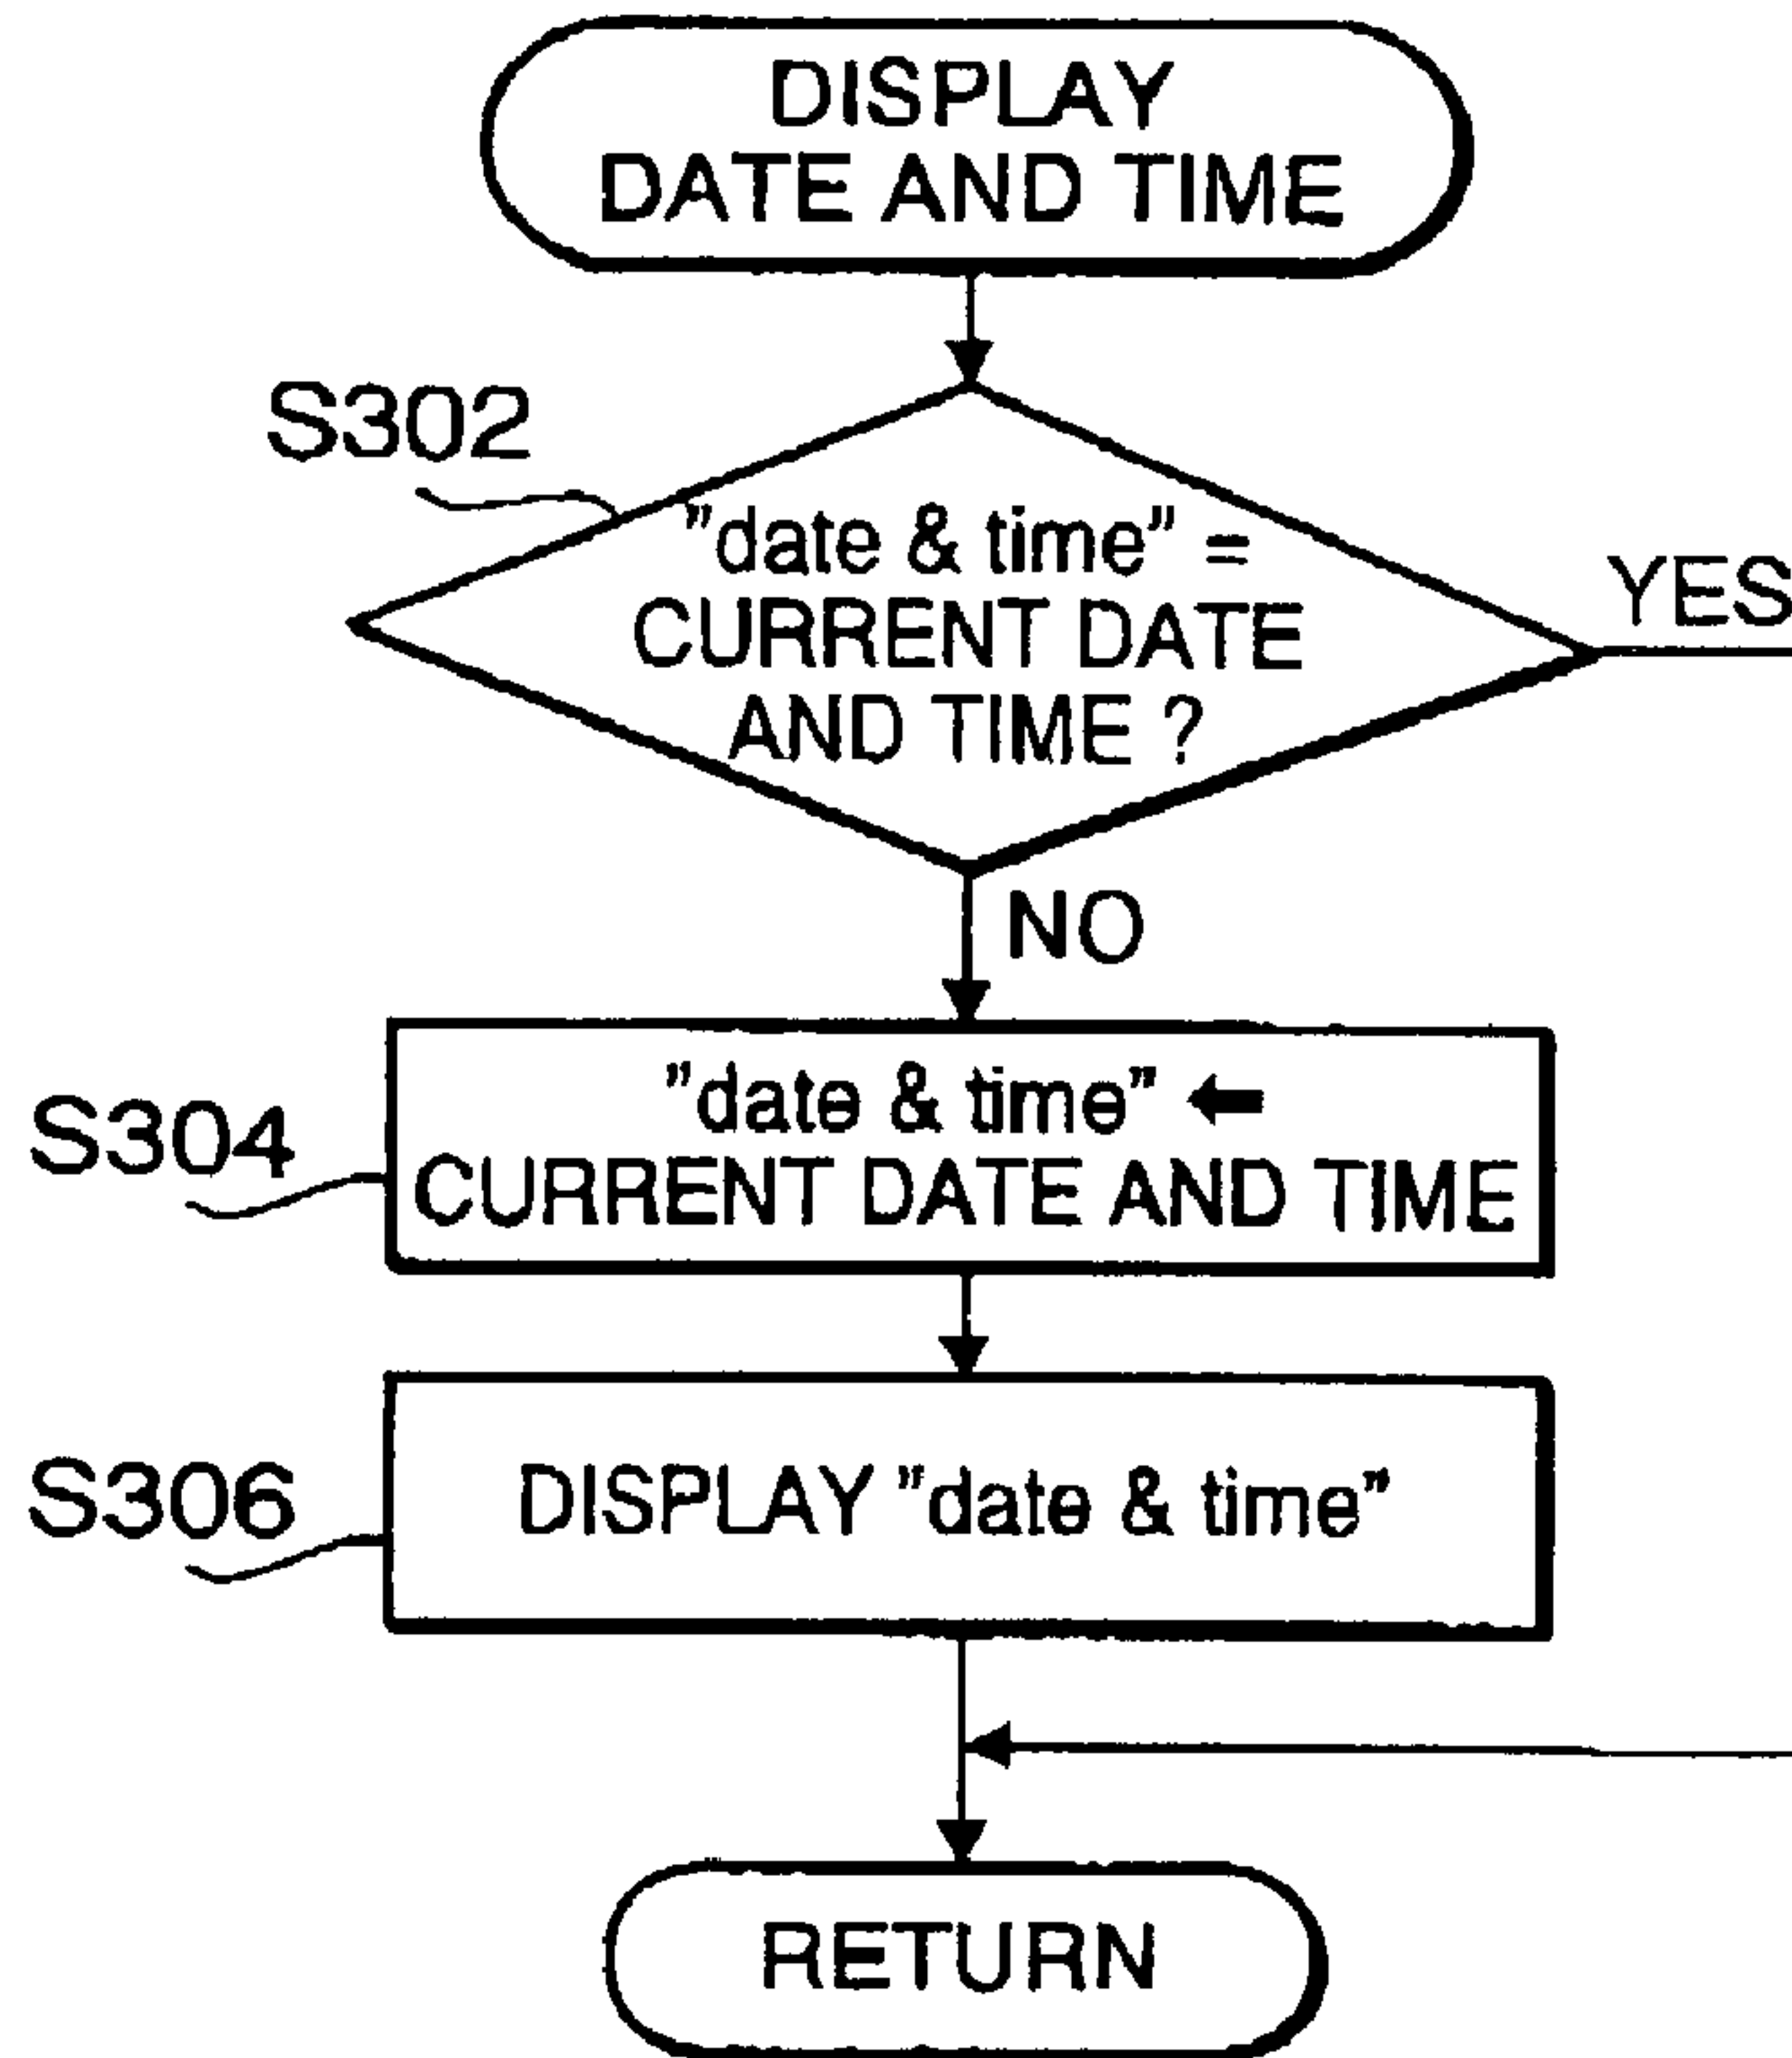 DISPLAY
DATE AND TIME
S302
"date & time" =
CURRENT DATE
AND TIME ?
YES
NO
S304
"date & time" ←
CURRENT DATE AND TIME
S306
DISPLAY "date & time"
RETURN